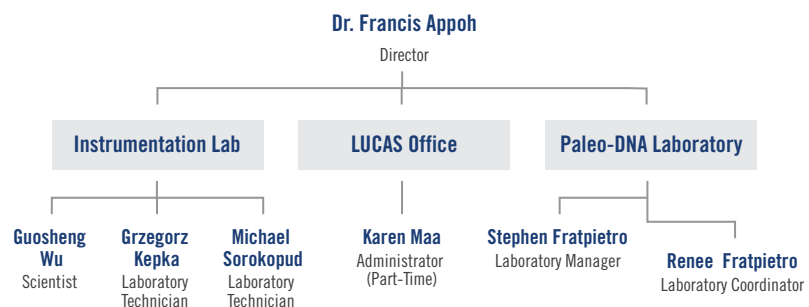 Dr. Francis Appoh
Director
Instrumentation Lab
LUCAS Office
Paleo-DNA Laboratory
Guosheng
Wu
Scientist
Grzegorz
Kepka
Laboratory
Technician
Michael
Sorokopud
Laboratory
Technician
Karen Maa
Administrator
(Part-Time)
Stephen Fratpietro
Laboratory Manager
Renee Fratpietro
Laboratory Coordinator